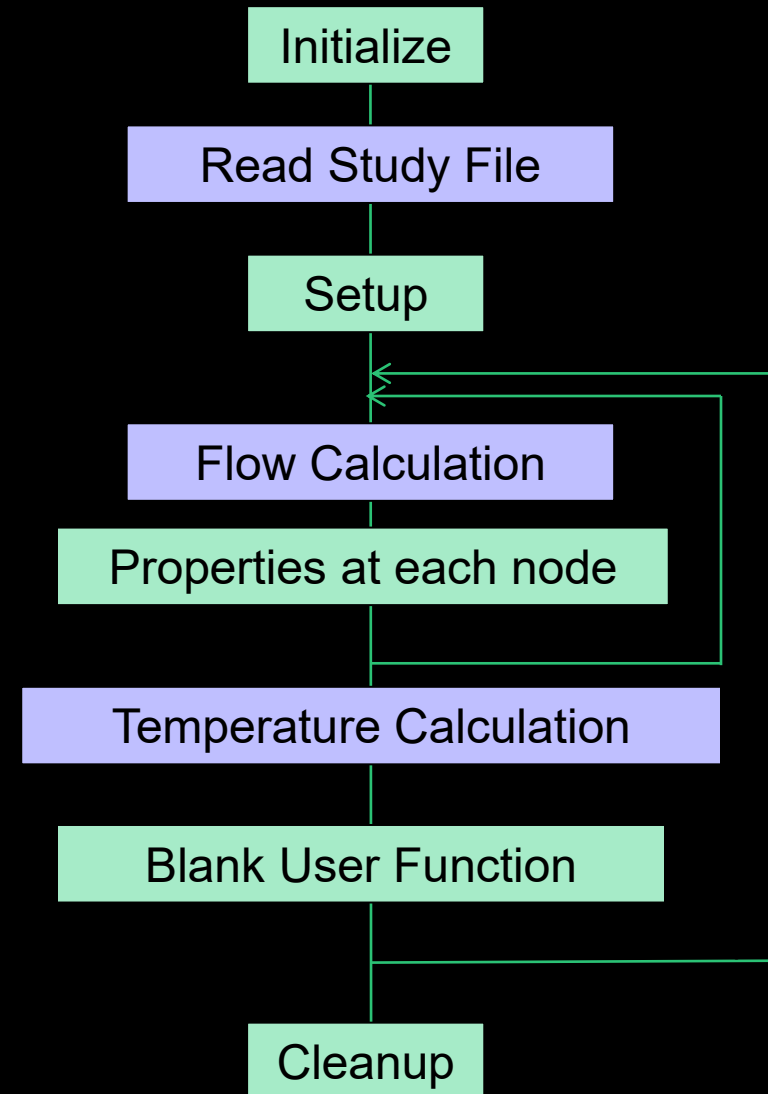 Initialize
Read Study File
Setup
Flow Calculation
Properties at each node
Temperature Calculation
Blank User Function
Cleanup